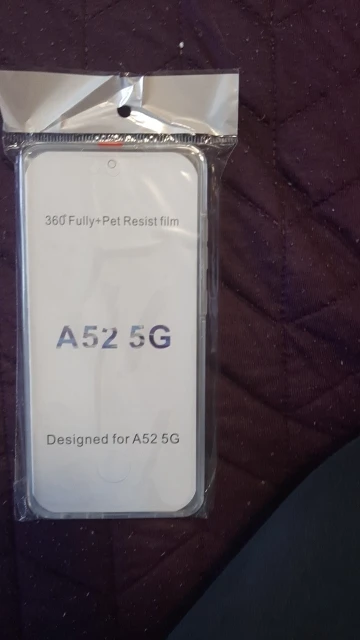 360°Fully+Pet Resist film
A52 5G
Designed for A52 5G